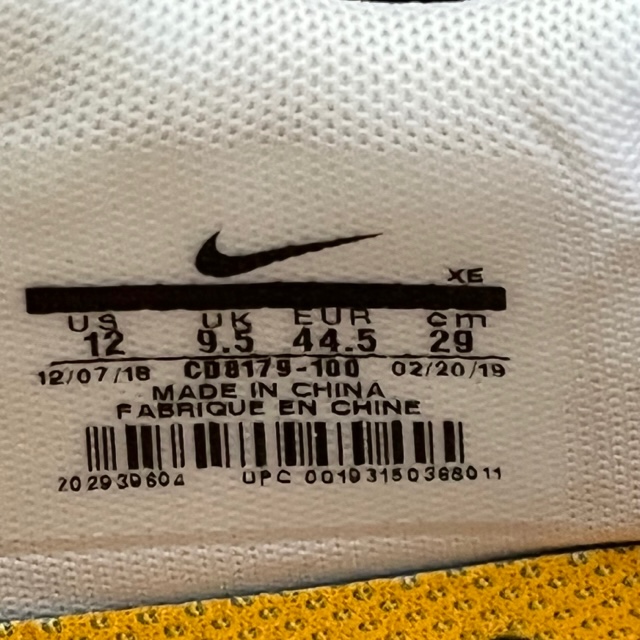 XE
US UK EUR cm
12 9.5 44.5 29
12/07/18 CD8179-100 02/20/19
MADE IN CHINA
FABRIQUE EN CHINE
202939604 UPC 00193150368011